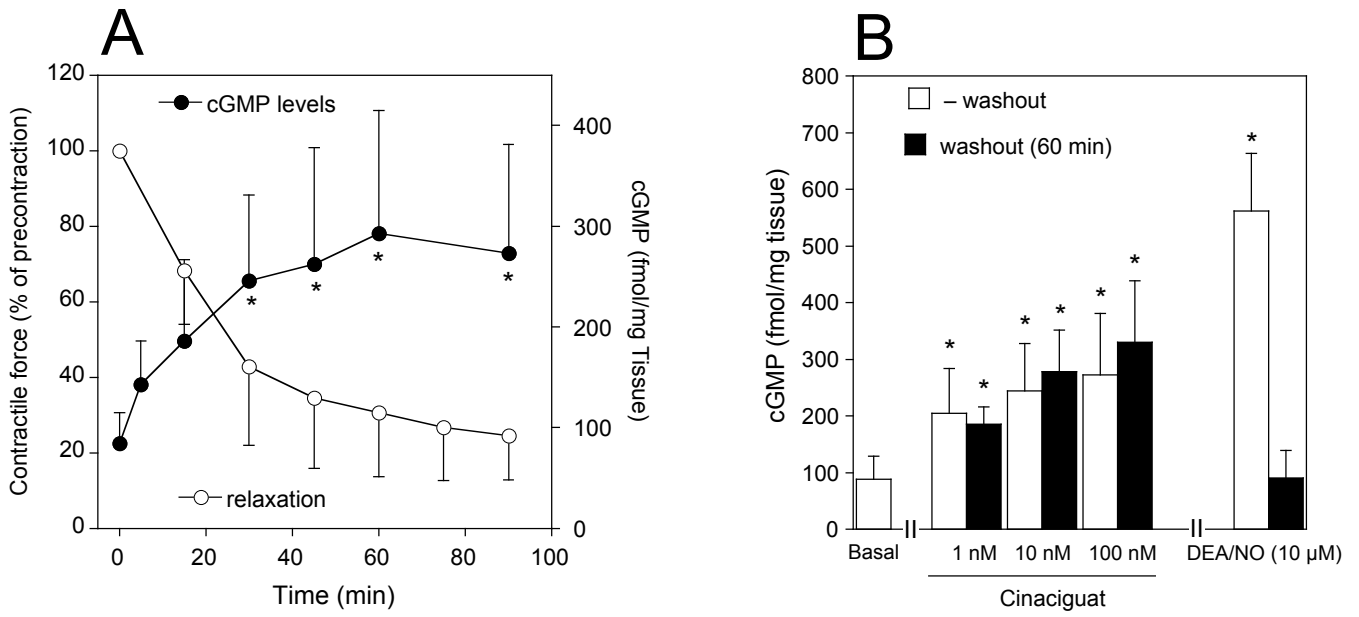 A
120
100
80
60
40
20
0
Contractile force (% of precontraction)
cGMP levels
relaxation
*
*
*
*
400
300
200
100
0
cGMP (fmol/mg Tissue)
0
20
40
60
80
100
Time (min)
B
800
700
600
500
400
300
200
100
0
cGMP (fmol/mg tissue)
– washout
washout (60 min)
*
*
*
*
*
*
*
Basal
1 nM
10 nM
100 nM
DEA/NO (10 µM)
Cinaciguat